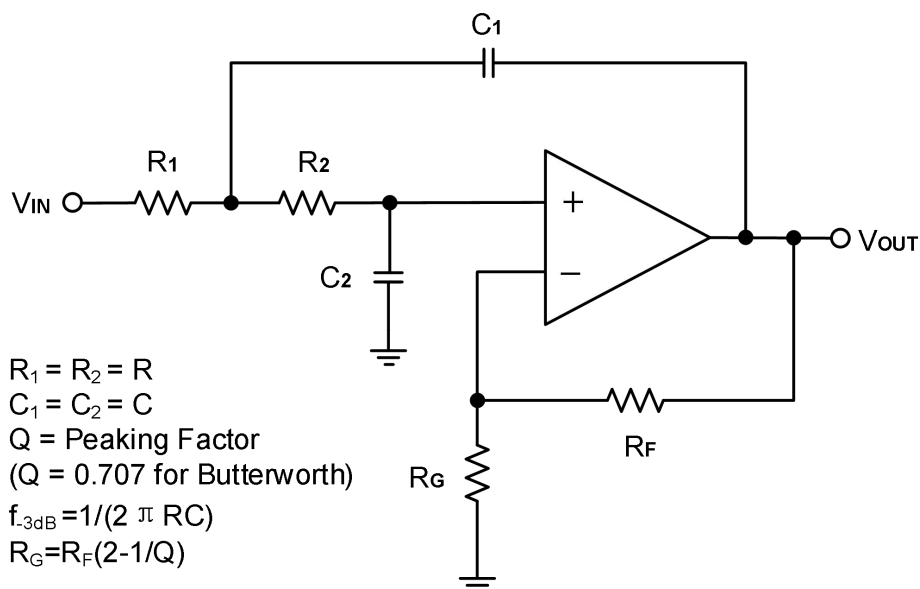 C1
R1
R2
VIN
+
VOUT
C2
−
R1 = R2 = R
C1 = C2 = C
Q = Peaking Factor
(Q = 0.707 for Butterworth)
f-3dB =1/(2 π RC)
RG=RF(2-1/Q)
RF
RG